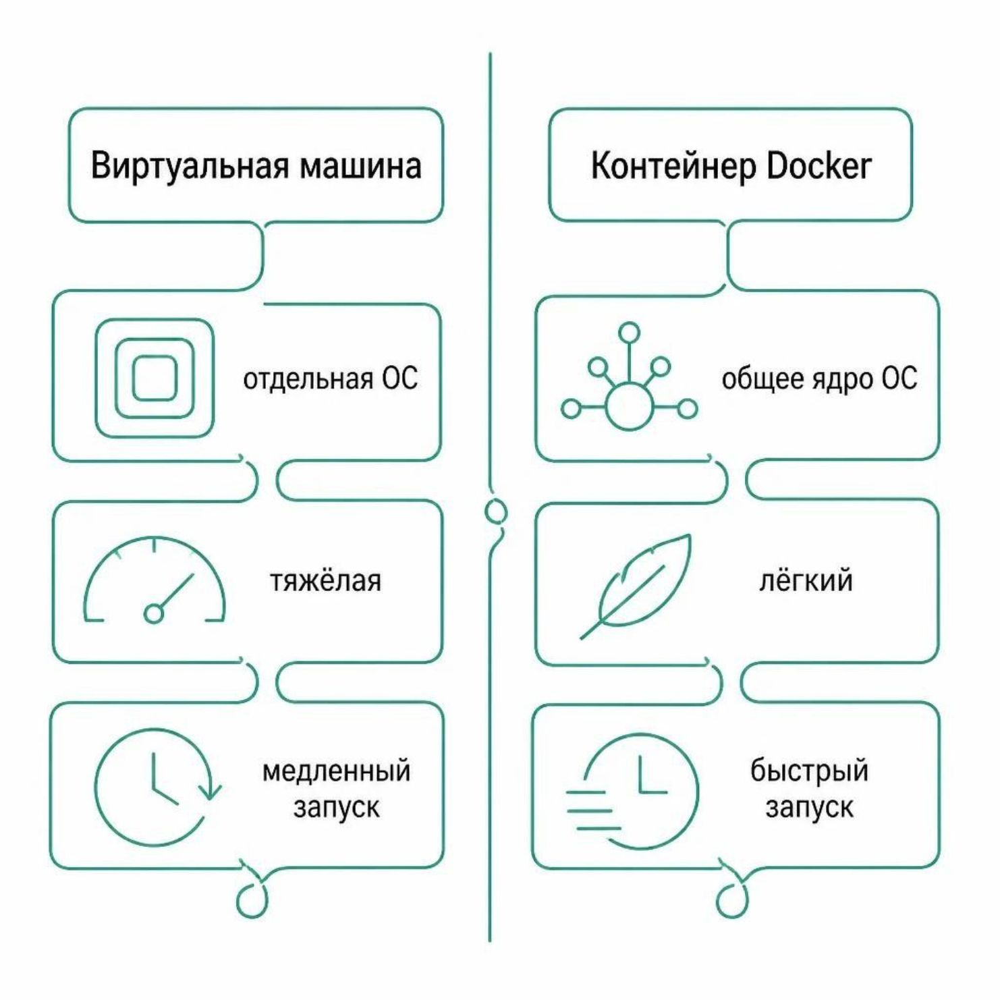 Виртуальная машина
отдельная ОС
тяжёлая
медленный
запуск
Контейнер Docker
общее ядро ОС
лёгкий
быстрый
запуск